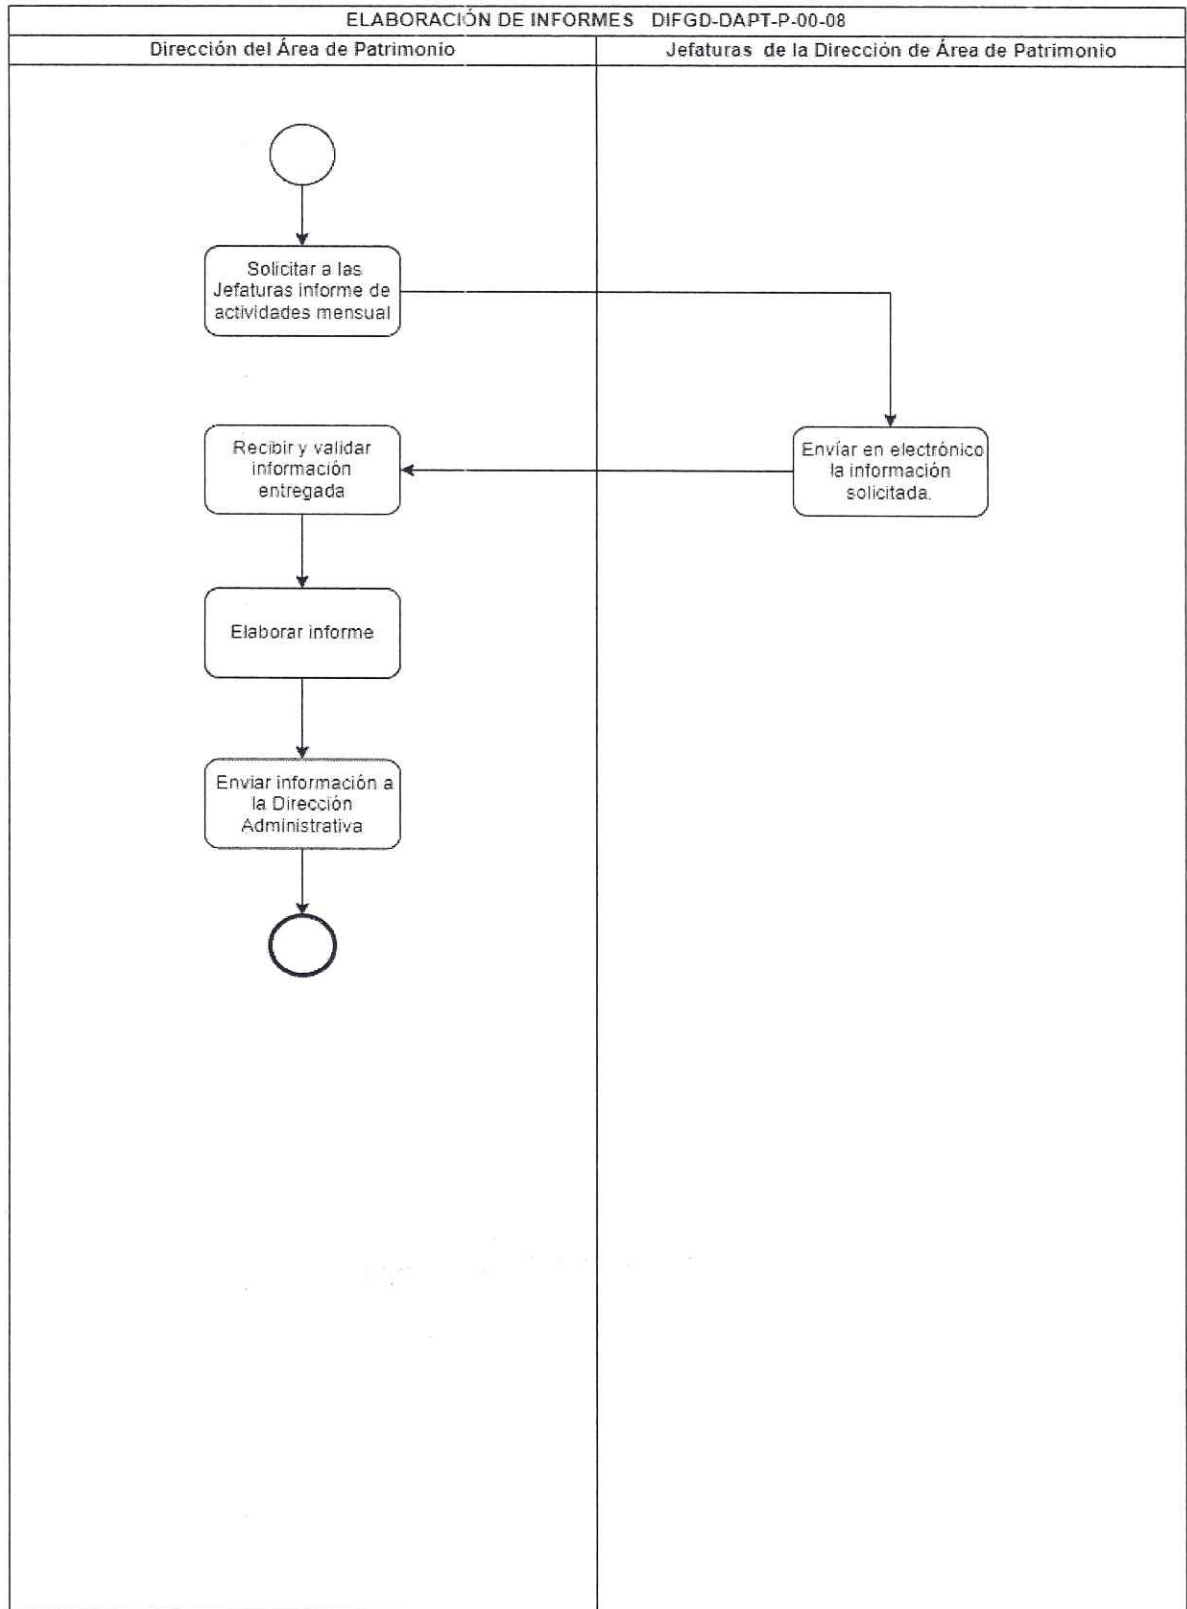 ELABORACIÓN DE INFORMES DIFGD-DAPT-P-00-08
Dirección del Área de Patrimonio
Jefaturas de la Dirección de Área de Patrimonio
Solicitar a las
Jefaturas informe de
actividades mensual
Envíar en electrónico
la información
solicitada.
Recibir y validar
información
entregada
Elaborar informe
Enviar información a
la Dirección
Administrativa